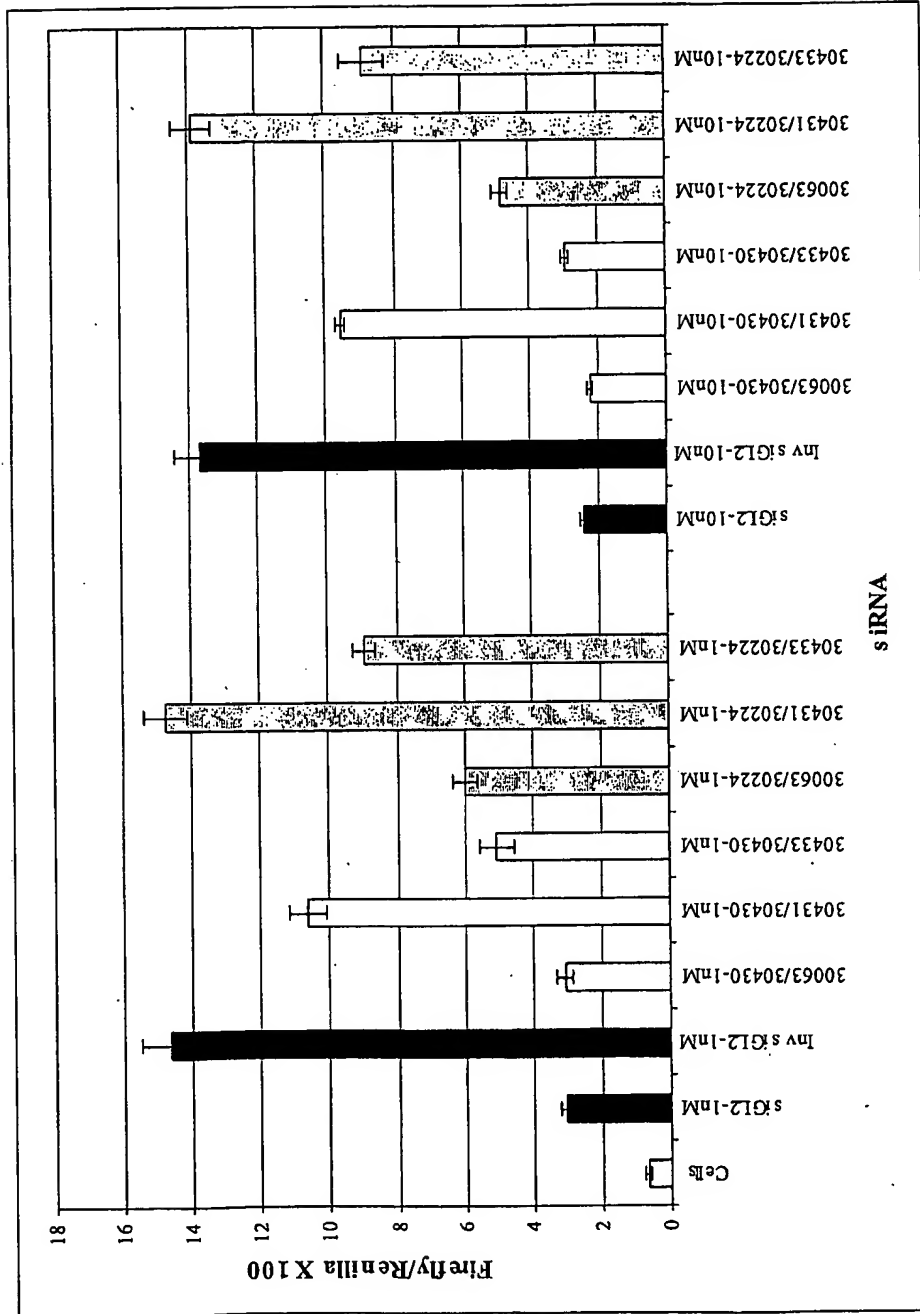 Firefly/Renilla X 100
18
16
14
12
10
8
6
4
2
0
Cells
siGL2-1nM
Inv siGL2-1nM
30063/30430-1nM
30431/30430-1nM
30433/30430-1nM
30063/30224-1nM
30431/30224-1nM
30433/30224-1nM
siGL2-10nM
Inv siGL2-10nM
30063/30430-10nM
30431/30430-10nM
30433/30430-10nM
30063/30224-10nM
30431/30224-10nM
30433/30224-10nM
s iRNA